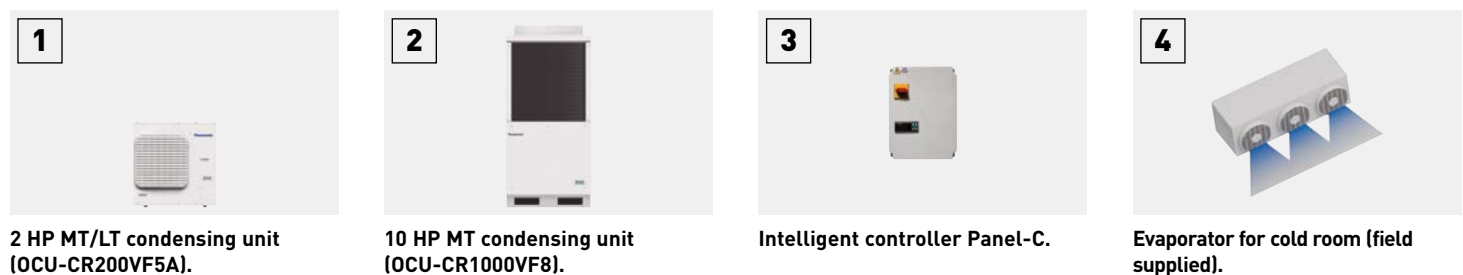 1
2 HP MT/LT condensing unit
(OCU-CR200VF5A).
2
10 HP MT condensing unit
(OCU-CR1000VF8).
3
Intelligent controller Panel-C.
4
Evaporator for cold room (field
supplied).
Panasonic